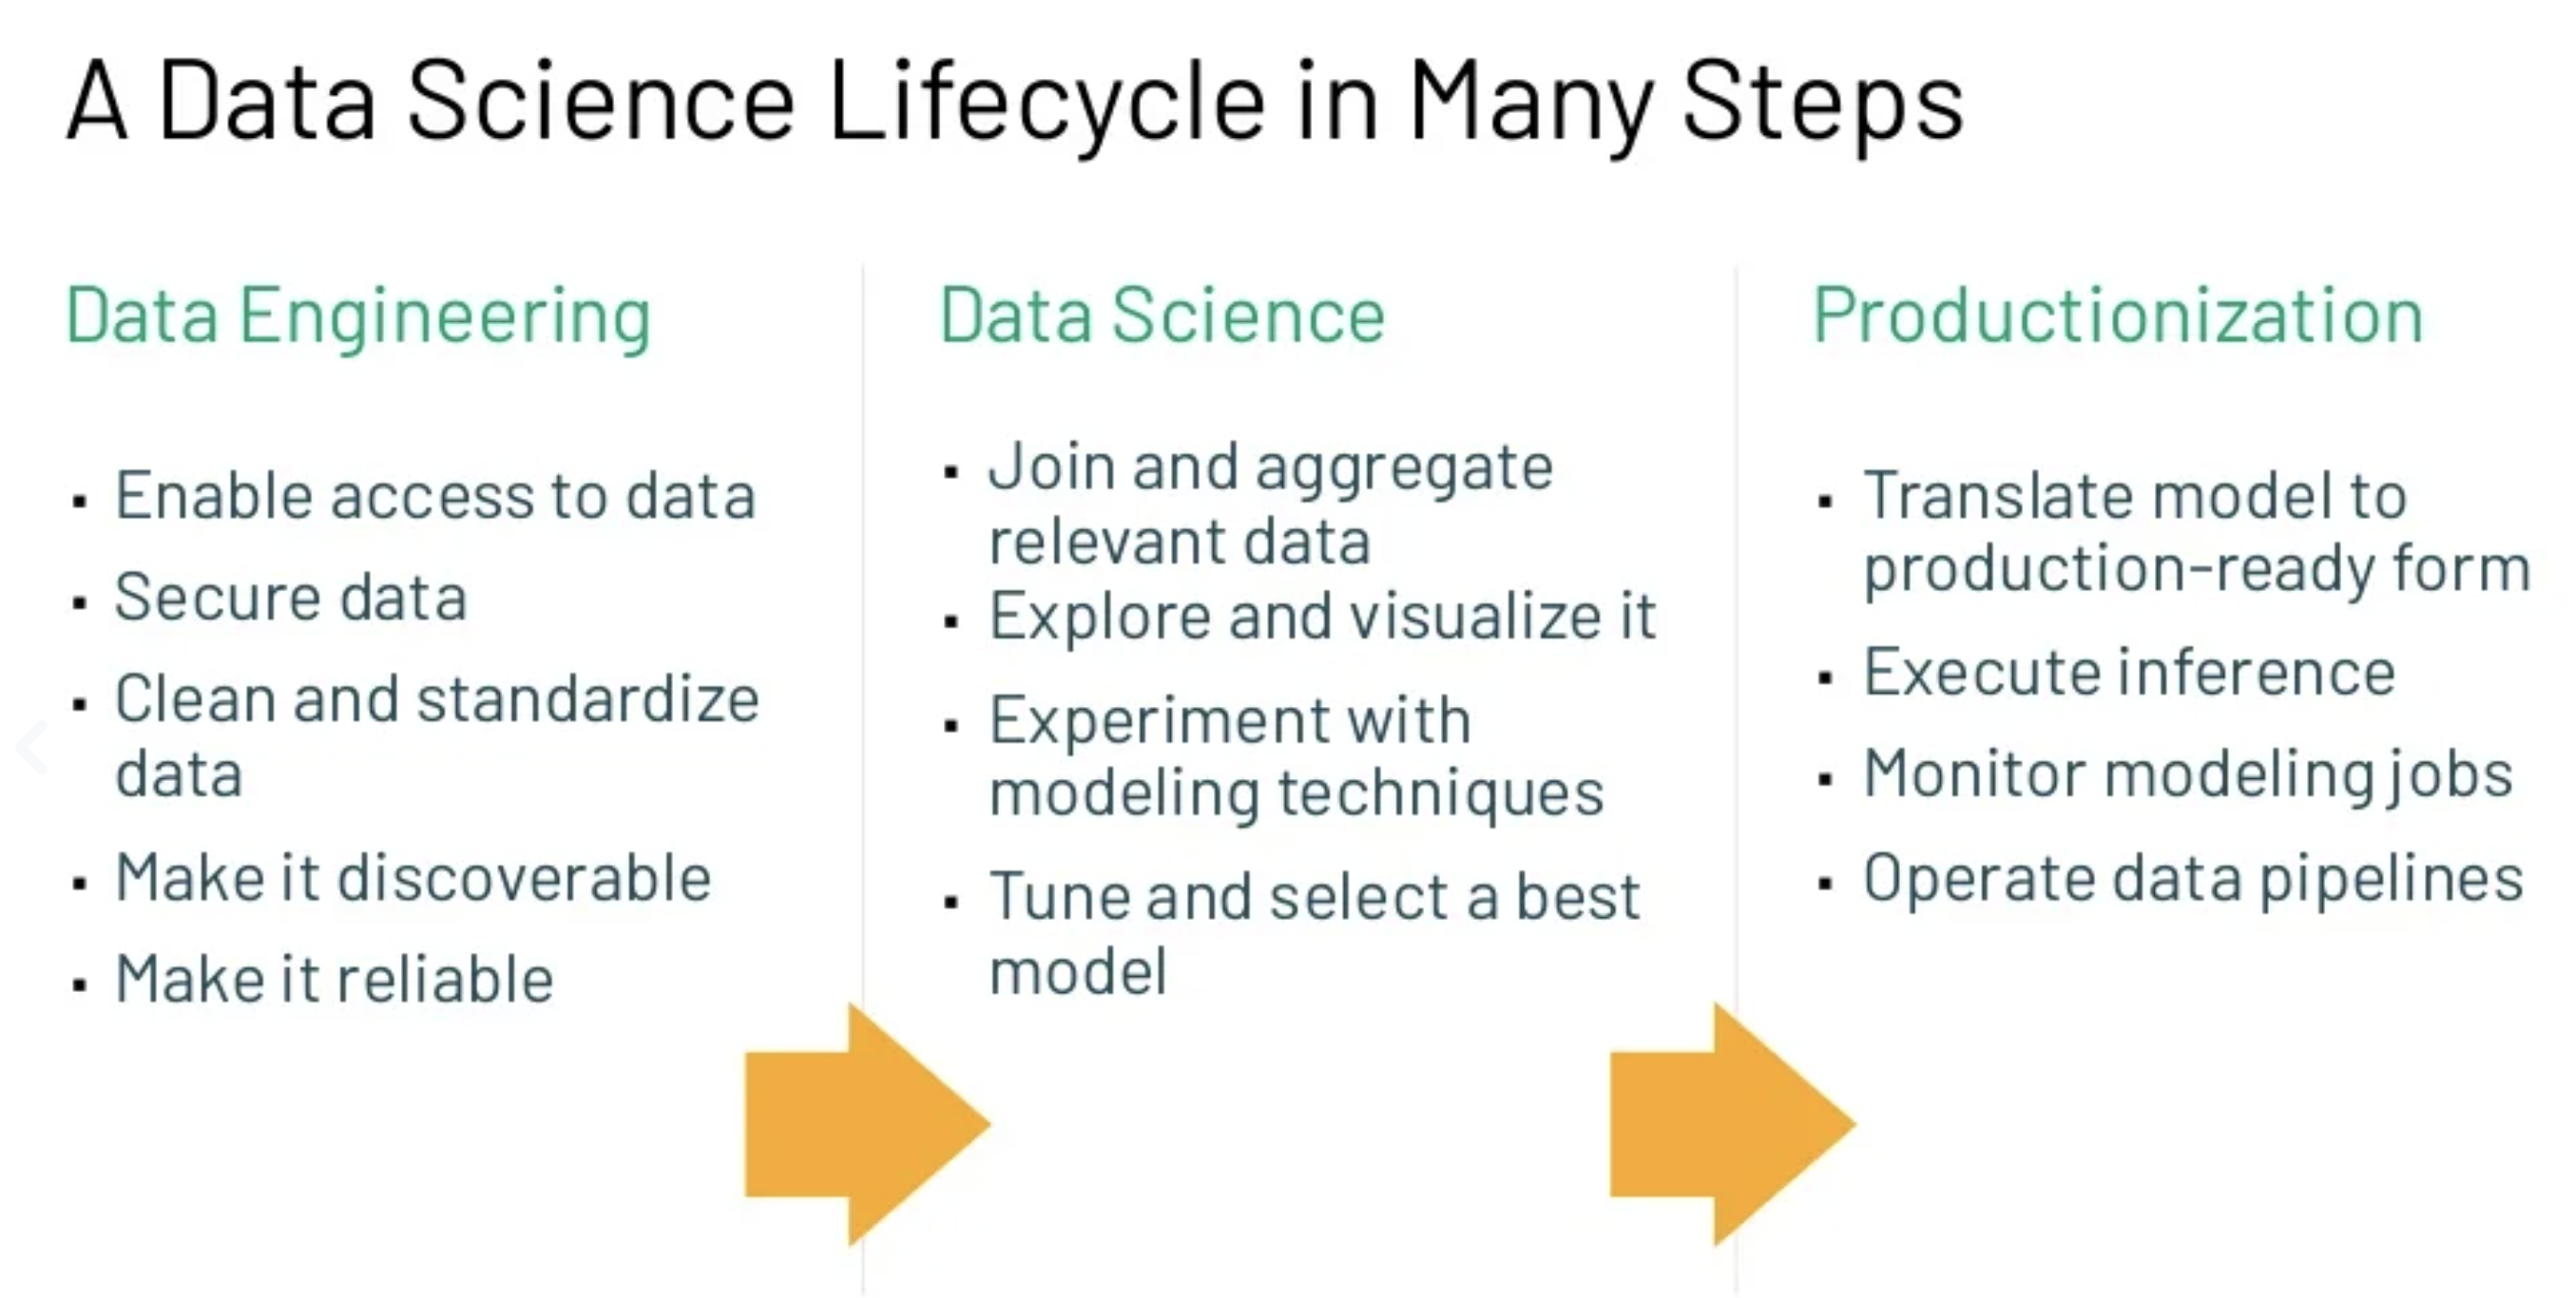 A Data Science Lifecycle in Many Steps
Data Engineering
▪ Enable access to data
▪ Secure data
▪ Clean and standardize
data
▪ Make it discoverable
▪ Make it reliable
Data Science
▪ Join and aggregate
relevant data
▪ Explore and visualize it
▪ Experiment with
modeling techniques
▪ Tune and select a best
model
Productionization
▪ Translate model to
production-ready form
▪ Execute inference
▪ Monitor modeling jobs
▪ Operate data pipelines